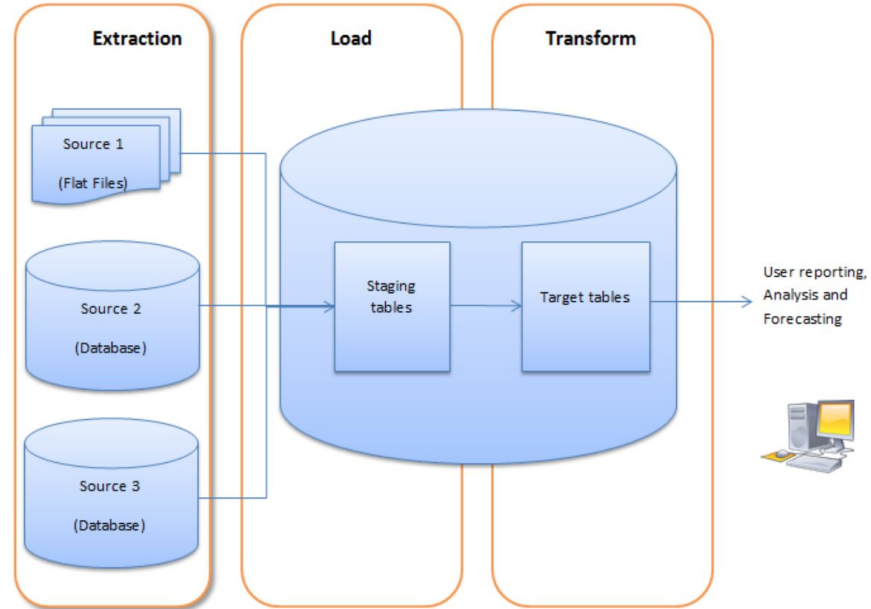 Extraction
Load
Transform
Source 1
(Flat Files)
Source 2
(Database)
Source 3
(Database)
Staging
tables
Target tables
User reporting,
Analysis and
Forecasting